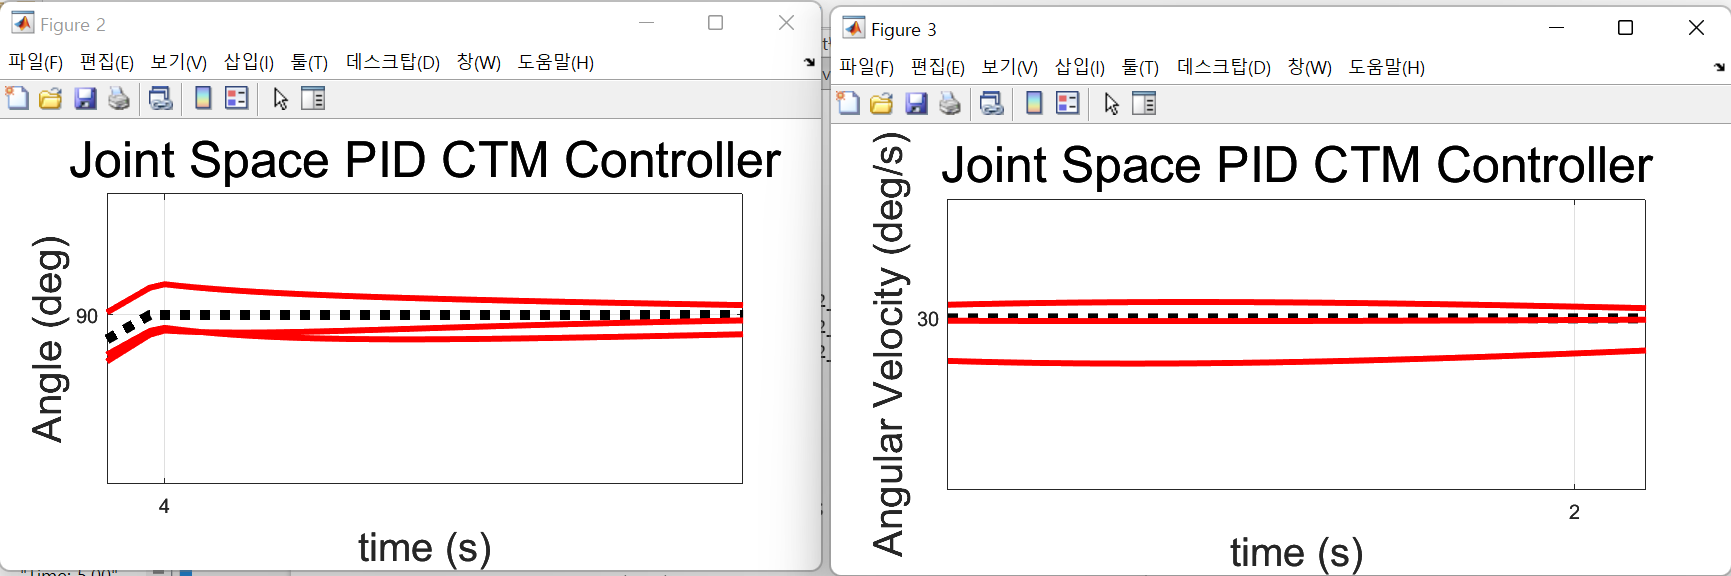 Figure 2
파일(F) 편집(E) 보기(V) 삽입(I) 툴(T) 데스크탑(D) 창(W) 도움말(H)
Joint Space PID CTM Controller
Angle (deg)
90
4
time (s)
"Time: 5.00"
Figure 3
파일(F) 편집(E) 보기(V) 삽입(I) 툴(T) 데스크탑(D) 창(W) 도움말(H)
Joint Space PID CTM Controller
Angular Velocity (deg/s)
30
2
time (s)